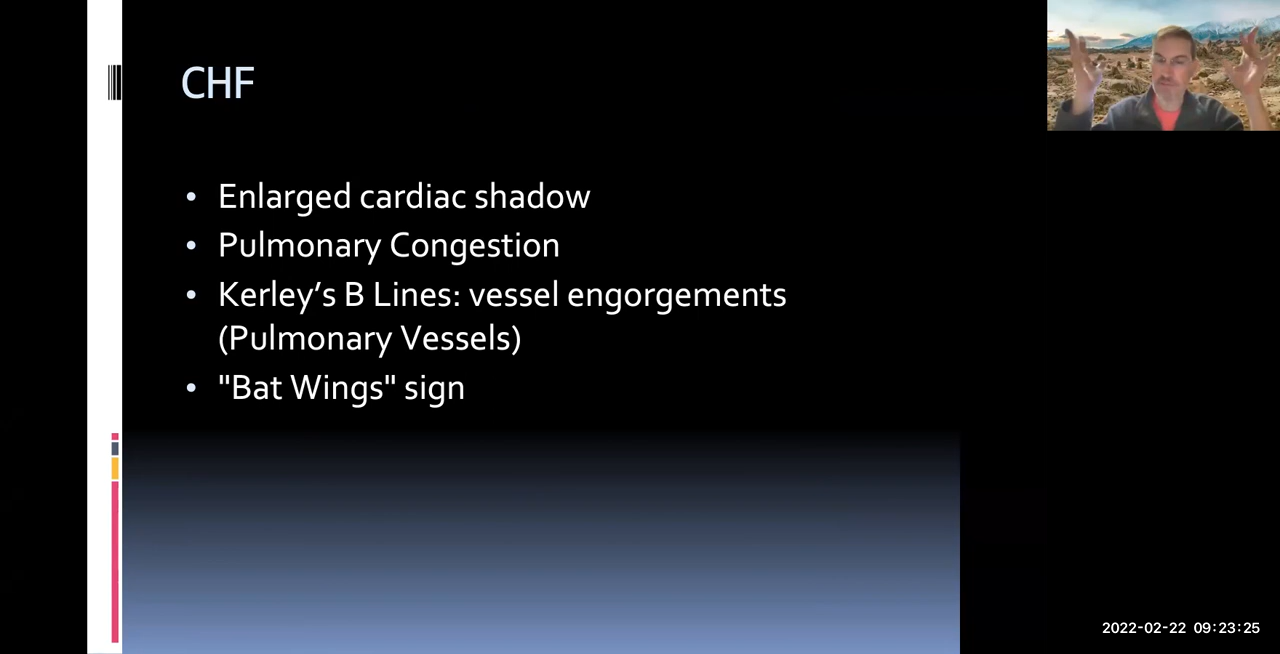 CHF
• Enlarged cardiac shadow
• Pulmonary Congestion
• Kerley’s B Lines: vessel engorgements
(Pulmonary Vessels)
• "Bat Wings" sign
2022-02-22 09:23:25